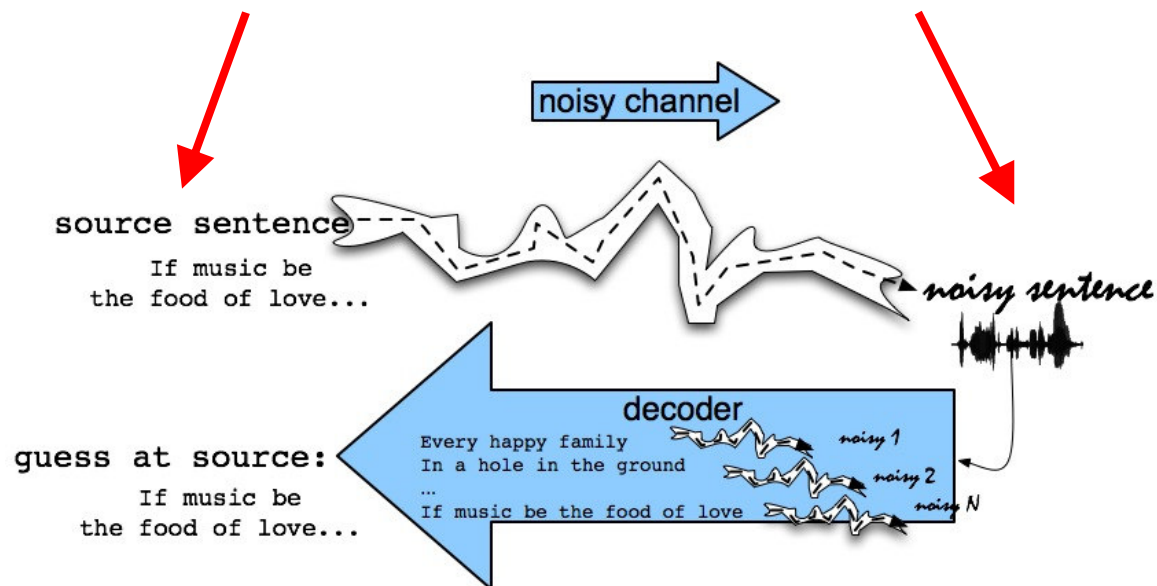 noisy channel
source sentence
If music be
the food of love...
noisy sentence
decoder
Every happy family
In a hole in the ground
...
If music be the food of love
noisy 1
noisy 2
noisy N
guess at source:
If music be
the food of love...